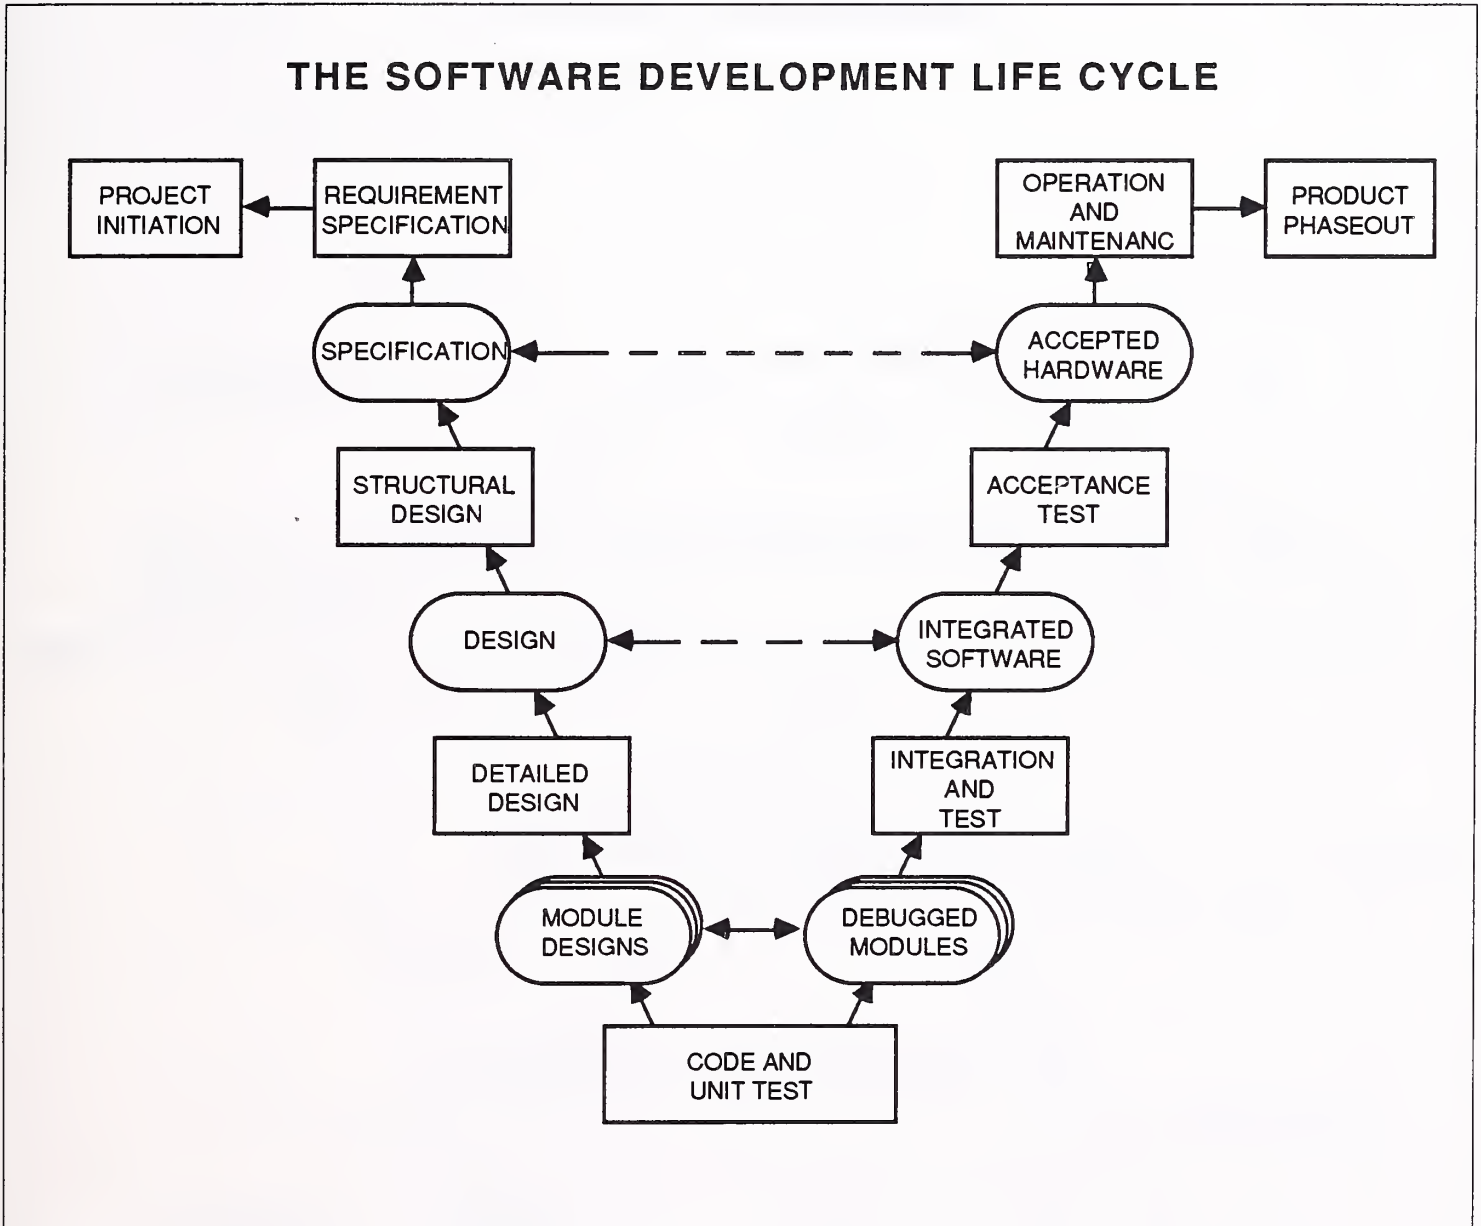 THE SOFTWARE DEVELOPMENT LIFE CYCLE
PROJECT
INITIATION
REQUIREMENT
SPECIFICATION
OPERATION
AND
MAINTENANC
PRODUCT
PHASEOUT
SPECIFICATION
ACCEPTED
HARDWARE
STRUCTURAL
DESIGN
ACCEPTANCE
TEST
DESIGN
INTEGRATED
SOFTWARE
DETAILED
DESIGN
INTEGRATION
AND
TEST
MODULE
DESIGNS
DEBUGGED
MODULES
CODE AND
UNIT TEST